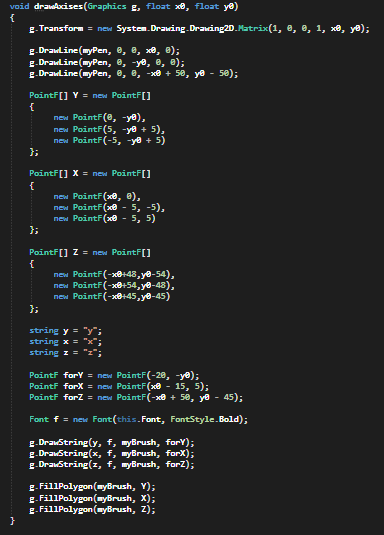 void drawAxises(Graphics g, float x0, float y0)
{
g.Transform = new System.Drawing.Drawing2D.Matrix(1, 0, 0, 1, x0, y0);
g.DrawLine(myPen, 0, 0, x0, 0);
g.DrawLine(myPen, 0, -y0, 0, 0);
g.DrawLine(myPen, 0, 0, -x0 + 50, y0 - 50);
PointF[] Y = new PointF[]
{
new PointF(0, -y0),
new PointF(5, -y0 + 5),
new PointF(-5, -y0 + 5)
};
PointF[] X = new PointF[]
{
new PointF(x0, 0),
new PointF(x0 - 5, -5),
new PointF(x0 - 5, 5)
};
PointF[] Z = new PointF[]
{
new PointF(-x0+48,y0-54),
new PointF(-x0+54,y0-48),
new PointF(-x0+45,y0-45)
};
string y = "y";
string x = "x";
string z = "z";
PointF forY = new PointF(-20, -y0);
PointF forX = new PointF(x0 - 15, 5);
PointF forZ = new PointF(-x0 + 50, y0 - 45);
Font f = new Font(this.Font, FontStyle.Bold);
g.DrawString(y, f, myBrush, forY);
g.DrawString(x, f, myBrush, forX);
g.DrawString(z, f, myBrush, forZ);
g.FillPolygon(myBrush, Y);
g.FillPolygon(myBrush, X);
g.FillPolygon(myBrush, Z);
}